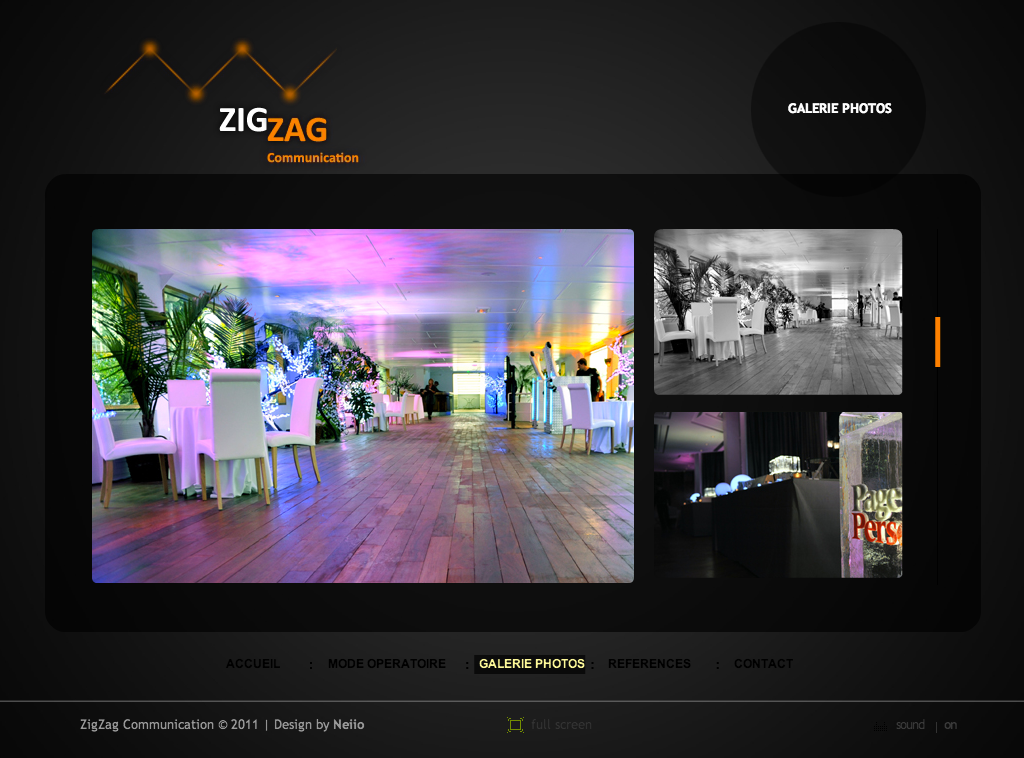 ZIGZAG
Communication
GALERIE PHOTOS
Page
Pers
ACCUEIL : MODE OPERATOIRE : GALERIE PHOTOS : REFERENCES : CONTACT
ZigZag Communication © 2011 | Design by Neiio
full screen
sound | on